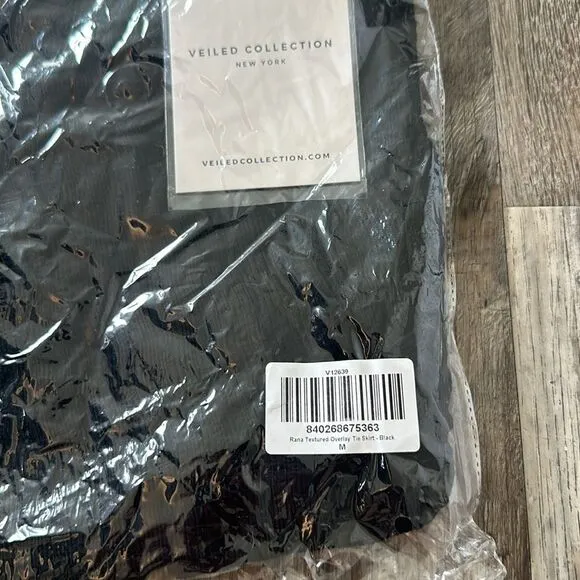 VEILED COLLECTION
NEW YORK
VEILEDCOLLECTION.COM
V12639
840268675363
Rana Textured Overlay Tie Skirt - Black
M